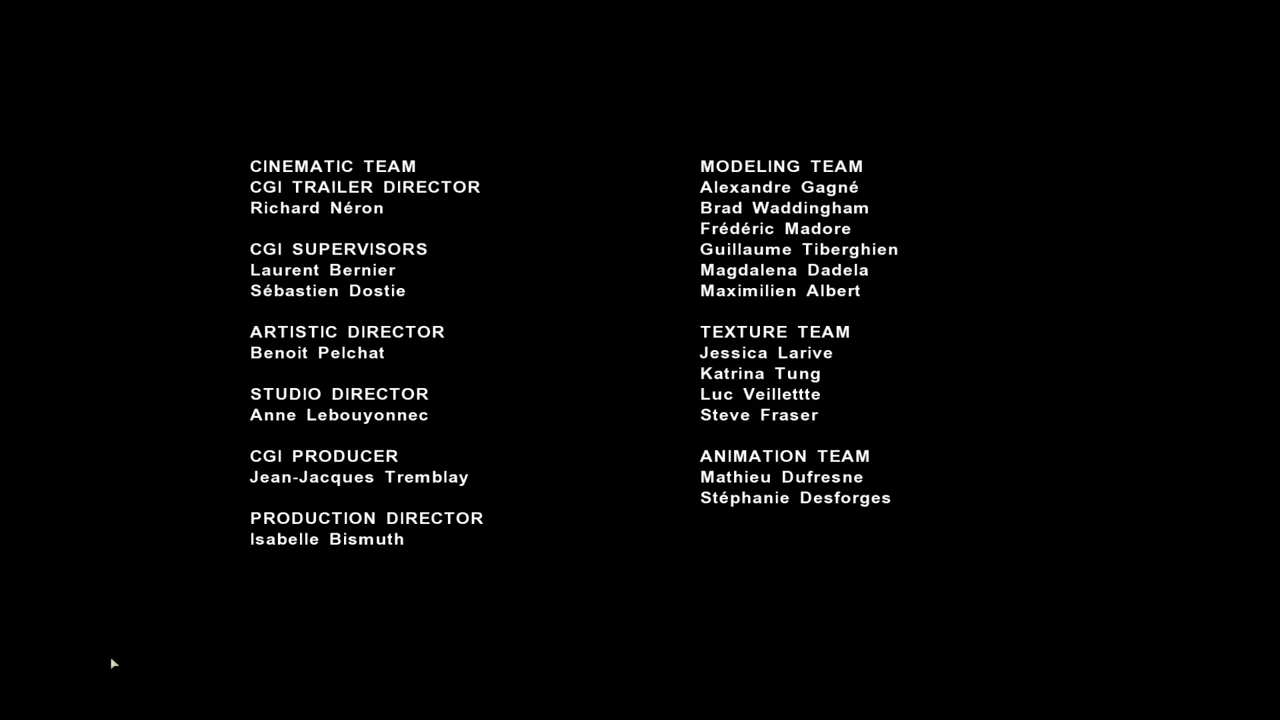 CINEMATIC TEAM
CGI TRAILER DIRECTOR
Richard Néron
CGI SUPERVISORS
Laurent Bernier
Sébastien Dostie
ARTISTIC DIRECTOR
Benoit Pelchat
STUDIO DIRECTOR
Anne Lebouyonnec
CGI PRODUCER
Jean-Jacques Tremblay
PRODUCTION DIRECTOR
Isabelle Bismuth
MODELING TEAM
Alexandre Gagné
Brad Waddingham
Frédéric Madore
Guillaume Tiberghien
Magdalena Dadela
Maximilien Albert
TEXTURE TEAM
Jessica Larive
Katrina Tung
Luc Veillettte
Steve Fraser
ANIMATION TEAM
Mathieu Dufresne
Stéphanie Desforges